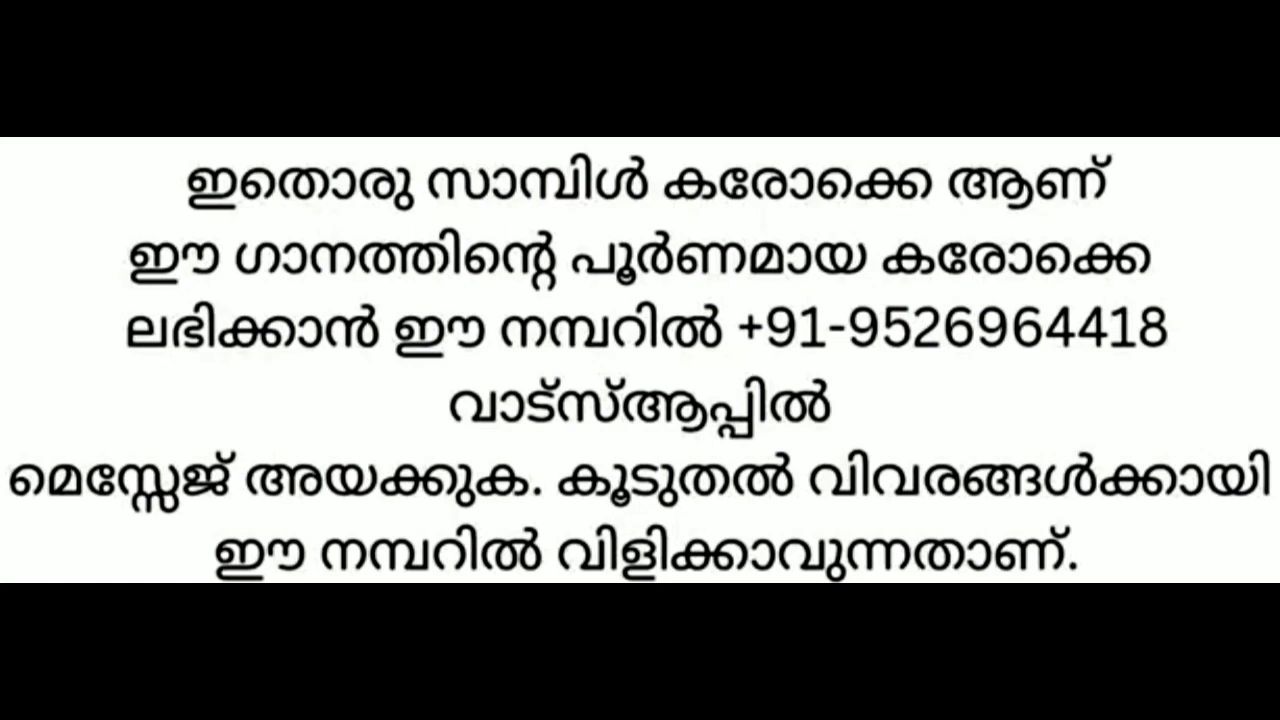 ഇതൊരു സാമ്പിൾ കരോക്കെ ആണ്
ഈ ഗാനത്തിന്റെ പൂർണമായ കരോക്കെ
ലഭിക്കാൻ ഈ നമ്പറിൽ +91-9526964418
വാട്സ്ആപ്പിൽ
മെസ്സേജ് അയക്കുക. കൂടുതൽ വിവരങ്ങൾക്കായി
ഈ നമ്പറിൽ വിളിക്കാവുന്നതാണ്.